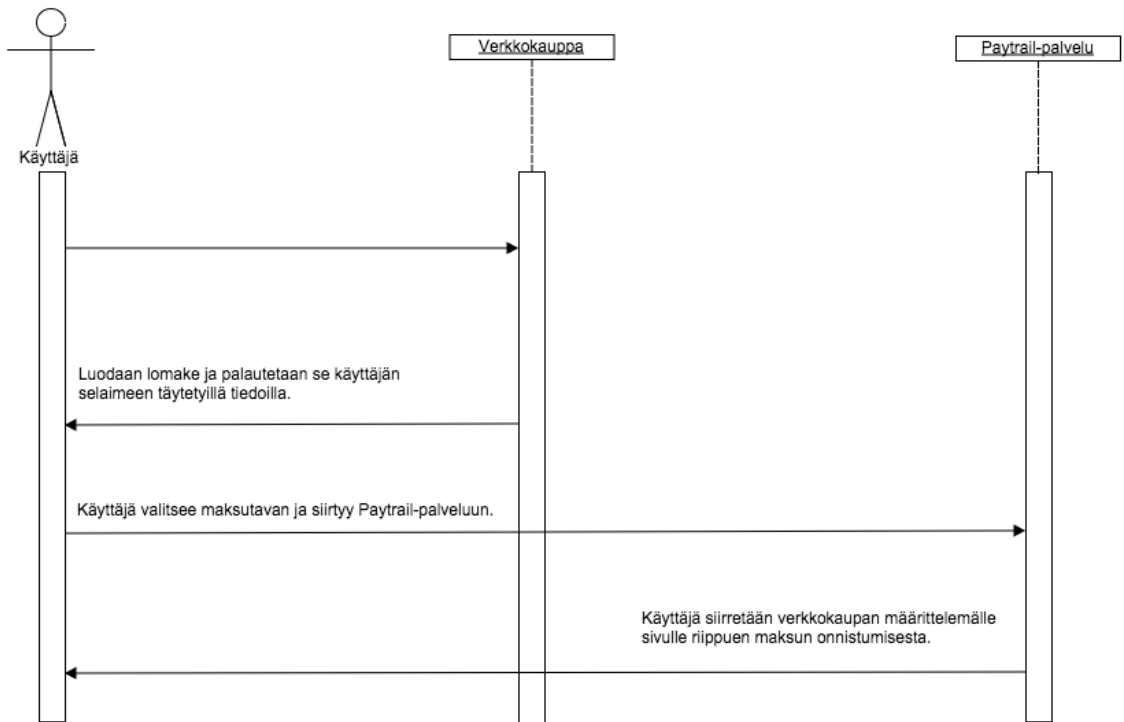 Verkkokauppa
Paytrail-palvelu
Käyttäjä
Luodaan lomake ja palautetaan se käyttäjän
selaimeen täytetyillä tiedoilla.
Käyttäjä valitsee maksutavan ja siirtyy Paytrail-palveluun.
Käyttäjä siirretään verkkokaupan määrittelemälle
sivulle riippuen maksun onnistumisesta.